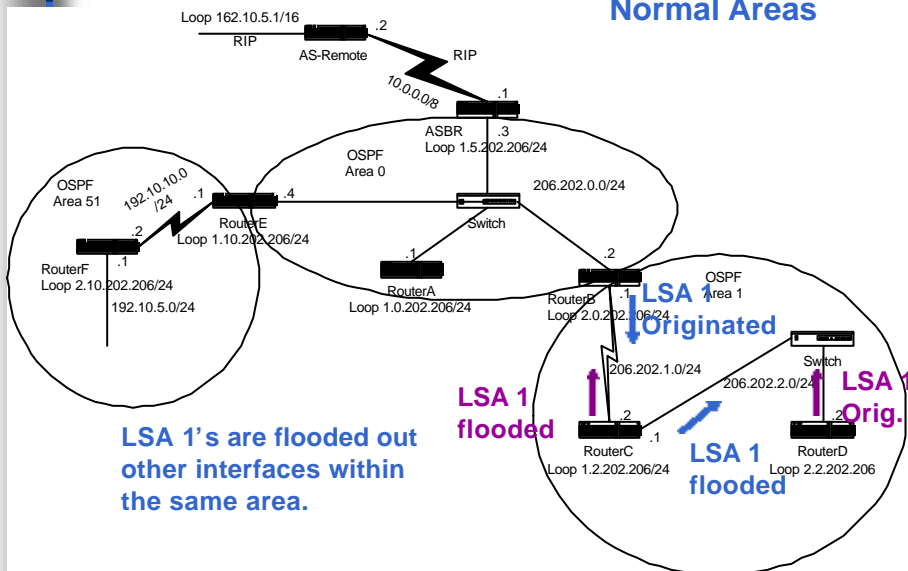 Normal Areas
Loop 162.10.5.1/16
RIP
.2
AS-Remote
RIP
10.0.0.0/8
.1
ASBR
.3
Loop 1.5.202.206/24
OSPF
Area 0
206.202.0.0/24
Switch
OSPF
Area 51
192.10.10.0
/24
.1
.4
RouterE
Loop 1.10.202.206/24
.2
.1
RouterF
Loop 2.10.202.206/24
192.10.5.0/24
.1
RouterA
Loop 1.0.202.206/24
.2
RouterB
.1
Loop 2.0.202.206/24
OSPF
Area 1
LSA 1
Originated
Switch
206.202.1.0/24
206.202.2.0/24
LSA 1
flooded
LSA 1
Orig.
.2
.1
RouterC
Loop 1.2.202.206/24
LSA 1
flooded
.2
RouterD
Loop 2.2.202.206
LSA 1's are flooded out
other interfaces within
the same area.